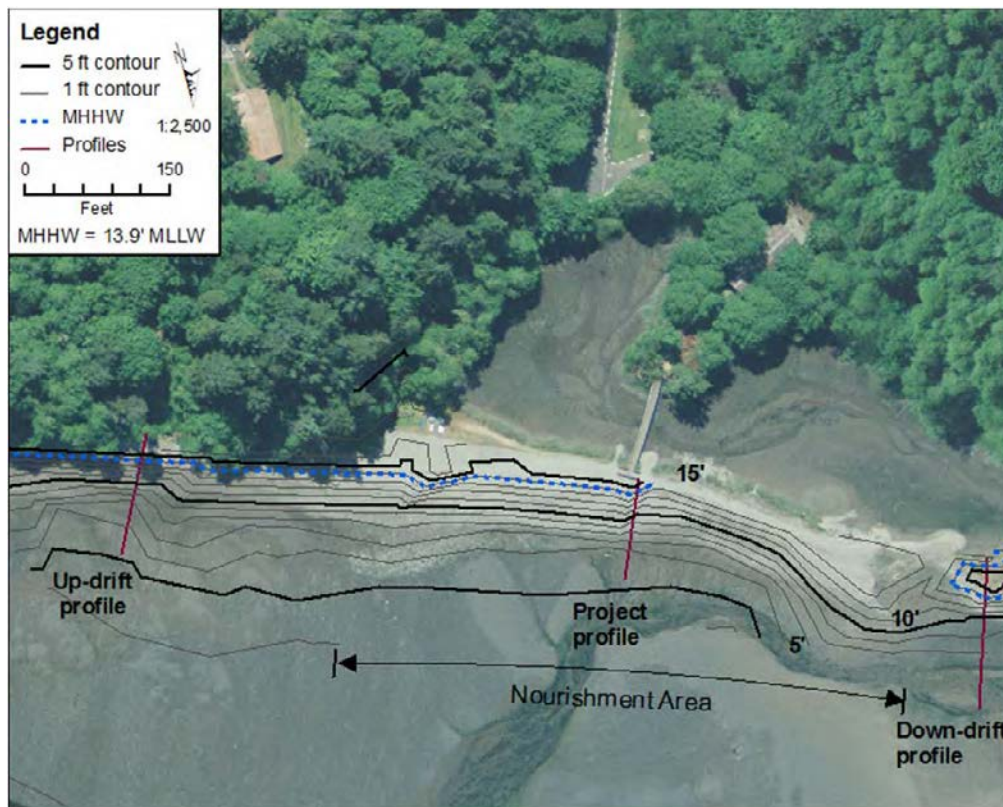 Legend
5 ft contour
1 ft contour
MHHW
1:2,500
Profiles
0 150
Feet
MHHW = 13.9' MLLW
15'
Up-drift
profile
Project
profile
10'
5'
Nourishment Area
Down-drift
profile